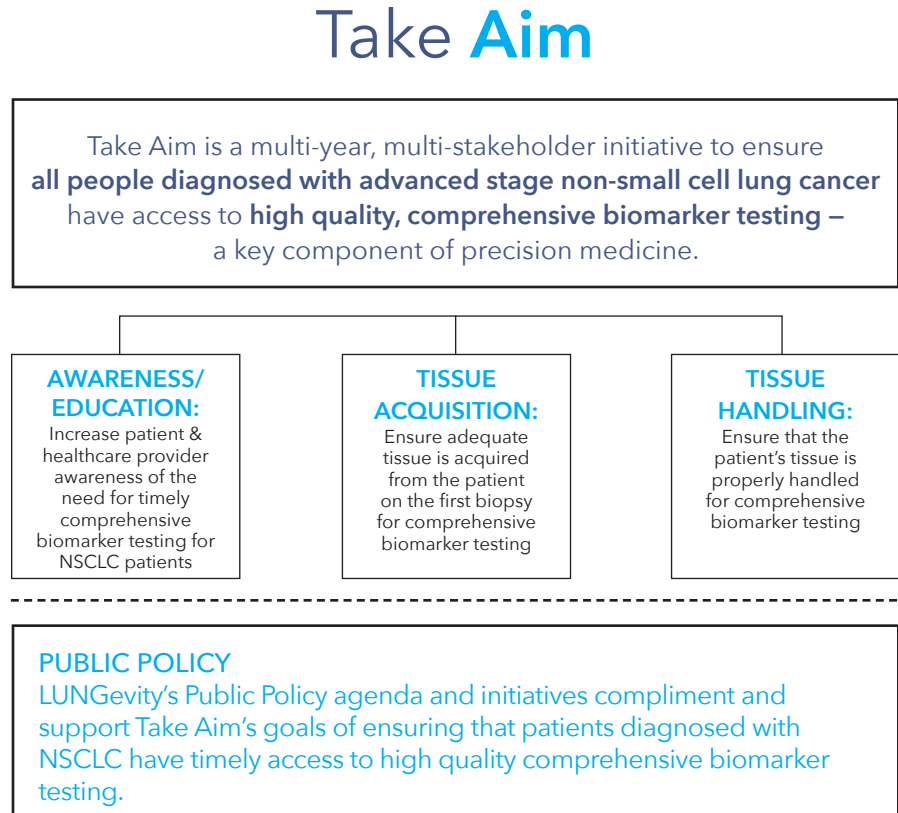 Take Aim
Take Aim is a multi-year, multi-stakeholder initiative to ensure
all people diagnosed with advanced stage non-small cell lung cancer
have access to high quality, comprehensive biomarker testing —
a key component of precision medicine.
AWARENESS/
EDUCATION:
Increase patient &
healthcare provider
awareness of the
need for timely
comprehensive
biomarker testing for
NSCLC patients
TISSUE
ACQUISITION:
Ensure adequate
tissue is acquired
from the patient
on the first biopsy
for comprehensive
biomarker testing
TISSUE
HANDLING:
Ensure that the
patient's tissue is
properly handled
for comprehensive
biomarker testing
PUBLIC POLICY
LUNGevity's Public Policy agenda and initiatives compliment and
support Take Aim's goals of ensuring that patients diagnosed with
NSCLC have timely access to high quality comprehensive biomarker
testing.